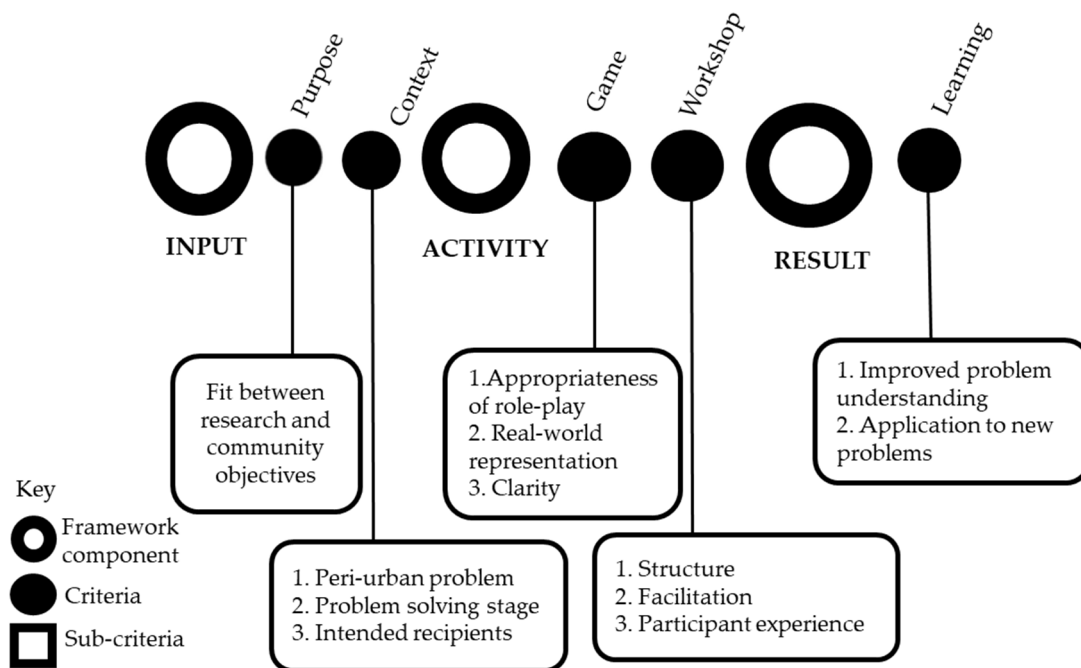 Purpose
Context
Game
Workshop
Learning
INPUT
ACTIVITY
RESULT
Fit between
research and
community
objectives
1.Appropriateness
of role-play
2. Real-world
representation
3. Clarity
1. Improved problem
understanding
2. Application to new
problems
1. Peri-urban problem
2. Problem solving stage
3. Intended recipients
1. Structure
2. Facilitation
3. Participant experience
Key
Framework
component
Criteria
Sub-criteria